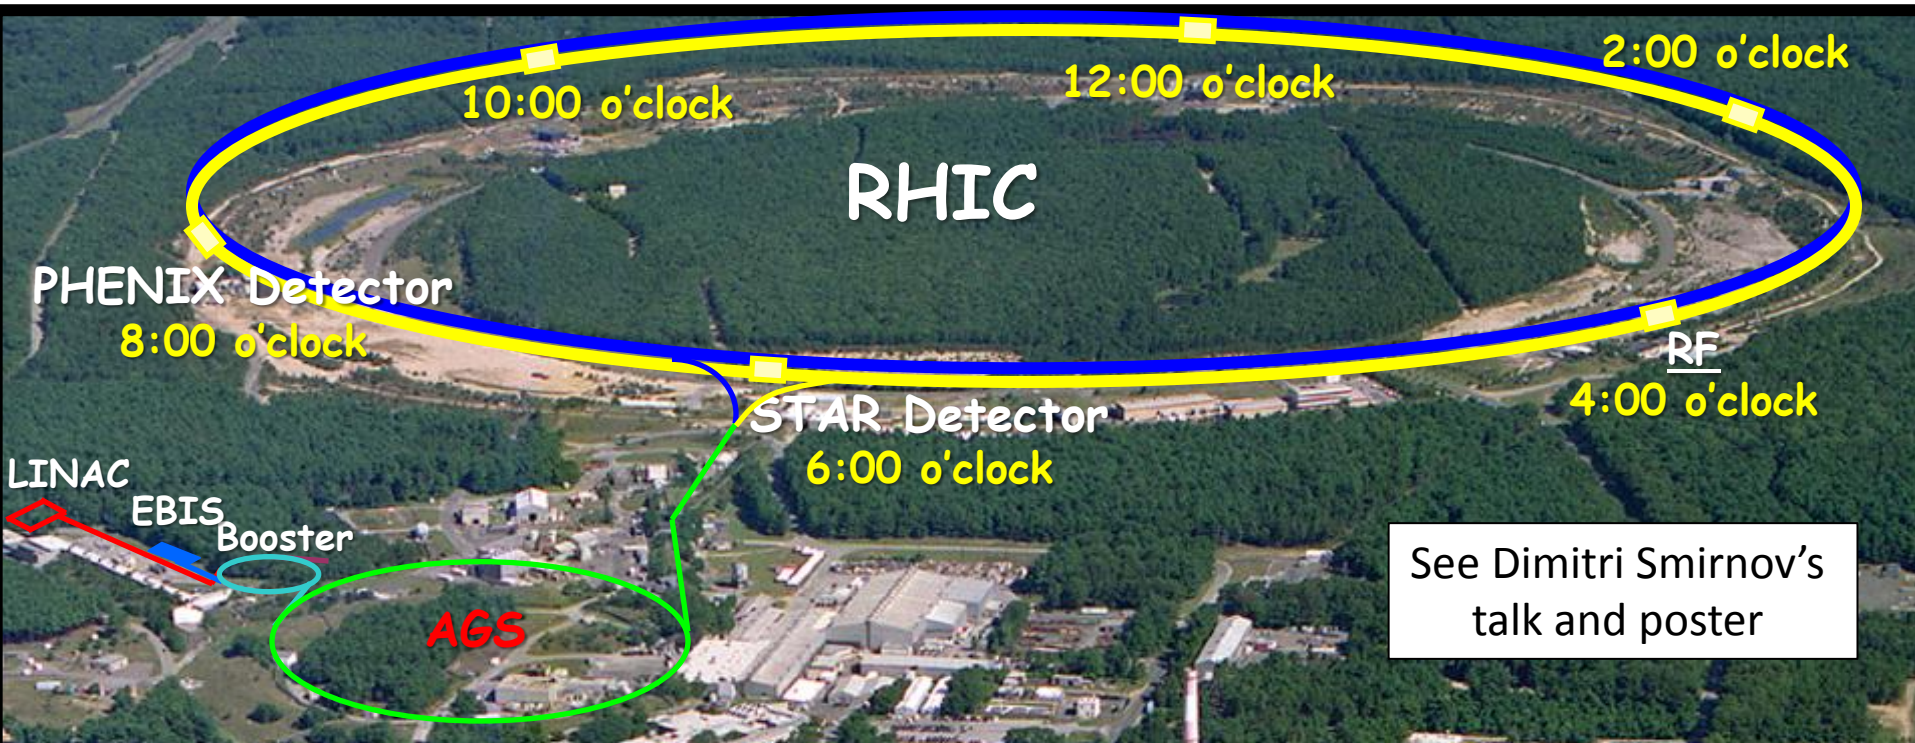 2:00 o'clock
12:00 o'clock
10:00 o'clock
RHIC
PHENIX Detector
8:00 o'clock
RF
4:00 o'clock
STAR Detector
6:00 o'clock
LINAC
EBIS
Booster
AGS
See Dimitri Smirnov's
talk and poster